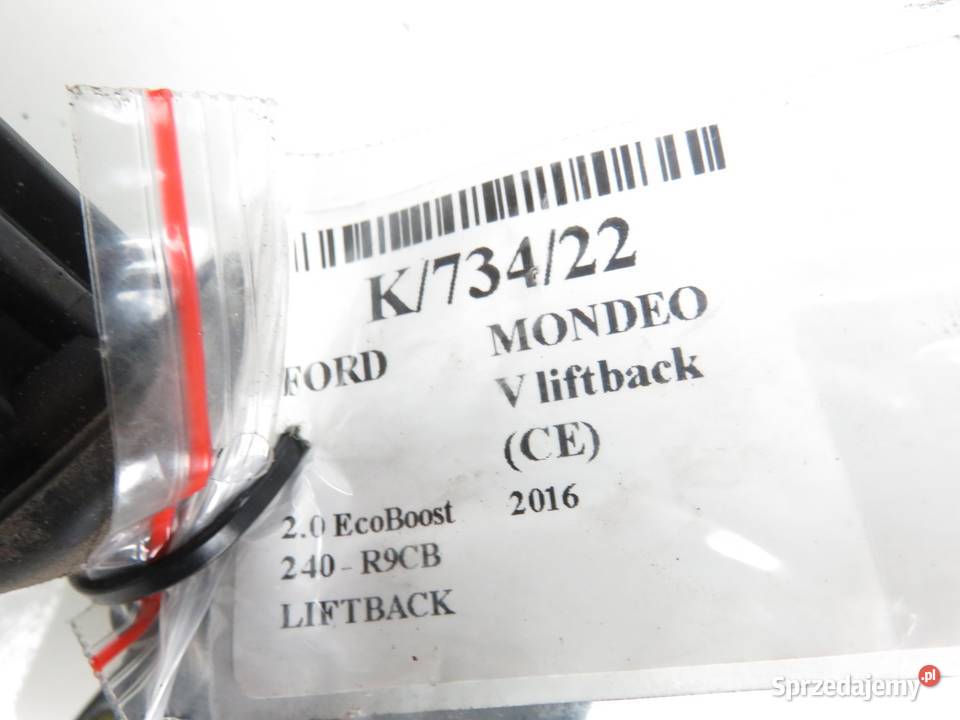 K/734/22
FORD MONDEO
V liftback
(CE)
2.0 EcoBoost 2016
240 - R9CB
LIFTBACK
Sprzedajemy.pl